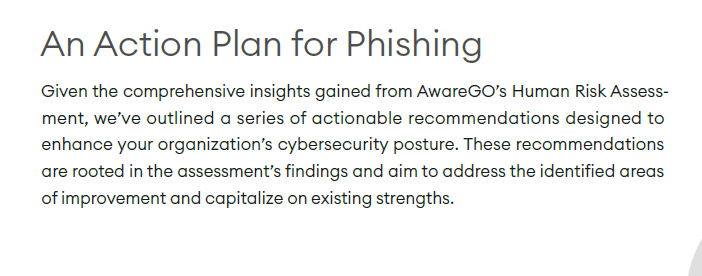 An Action Plan for Phishing
Given the comprehensive insights gained from AwareGO’s Human Risk Assess-
ment, we’ve outlined a series of actionable recommendations designed to
enhance your organization’s cybersecurity posture. These recommendations
are rooted in the assessment’s findings and aim to address the identified areas
of improvement and capitalize on existing strengths.